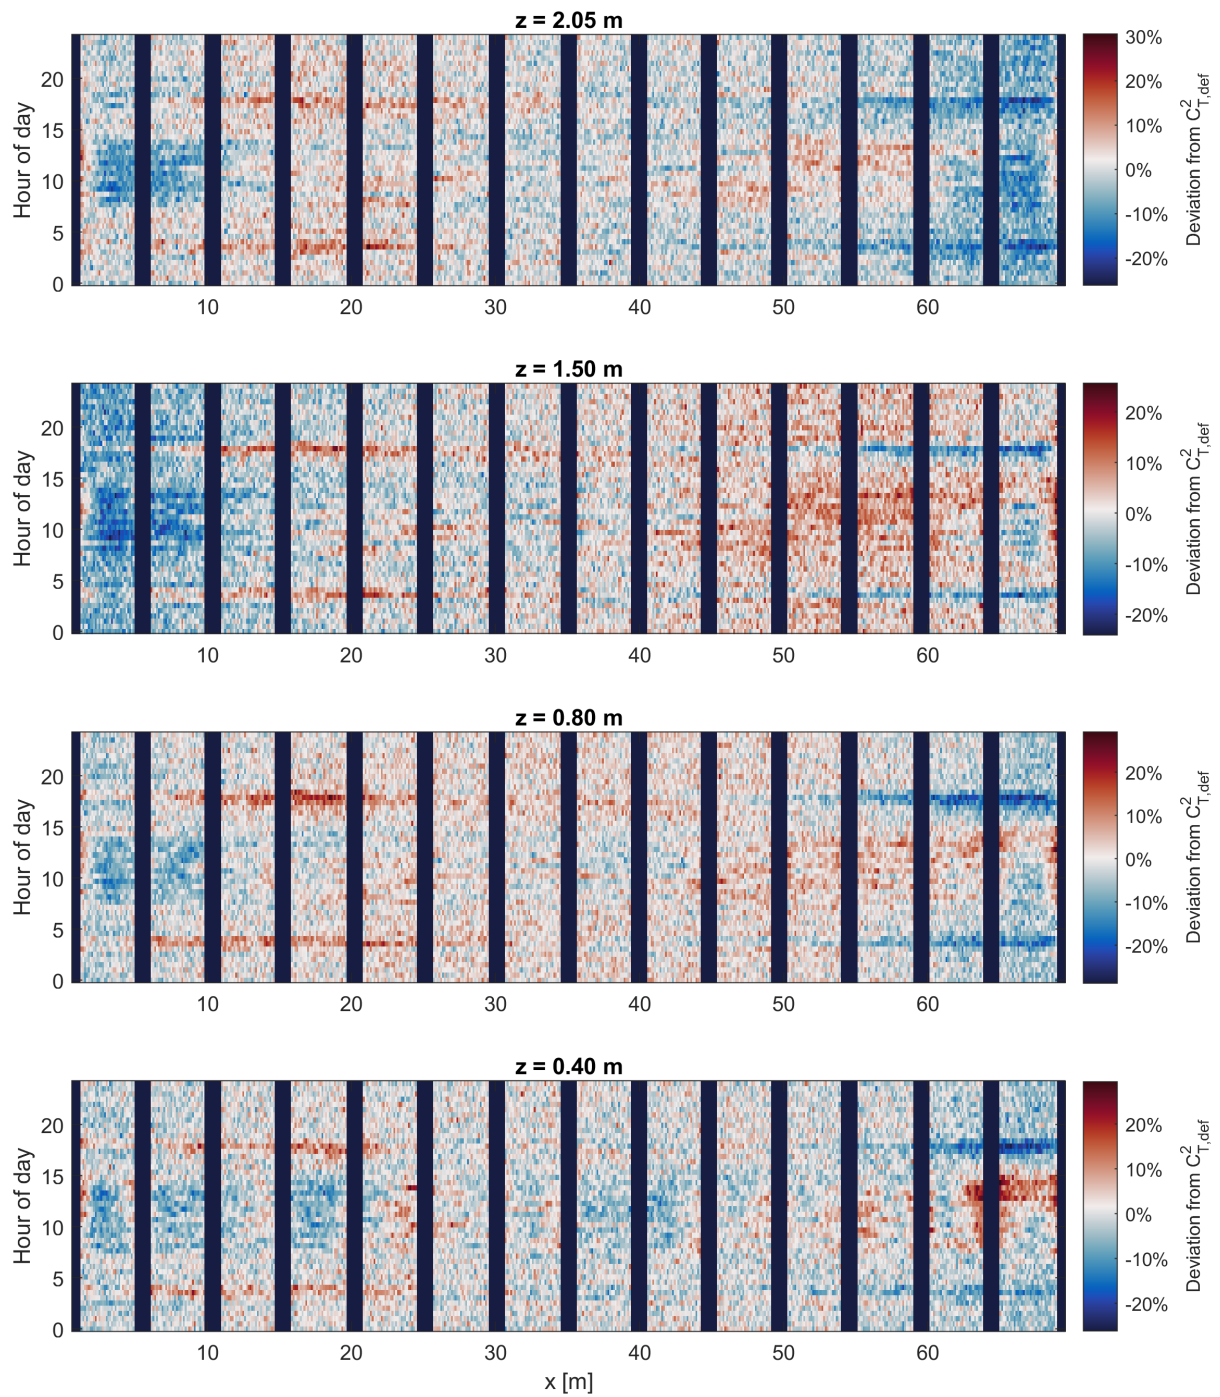 z = 2.05 m
Hour of day
20
15
10
5
0
10 20 30 40 50 60
30%
20%
10%
0%
-10%
-20%
Deviation from C²T,def
z = 1.50 m
Hour of day
20
15
10
5
0
10 20 30 40 50 60
20%
10%
0%
-10%
-20%
Deviation from C²T,def
z = 0.80 m
Hour of day
20
15
10
5
0
10 20 30 40 50 60
20%
10%
0%
-10%
-20%
Deviation from C²T,def
z = 0.40 m
Hour of day
20
15
10
5
0
10 20 30 40 50 60
x [m]
20%
10%
0%
-10%
-20%
Deviation from C²T,def